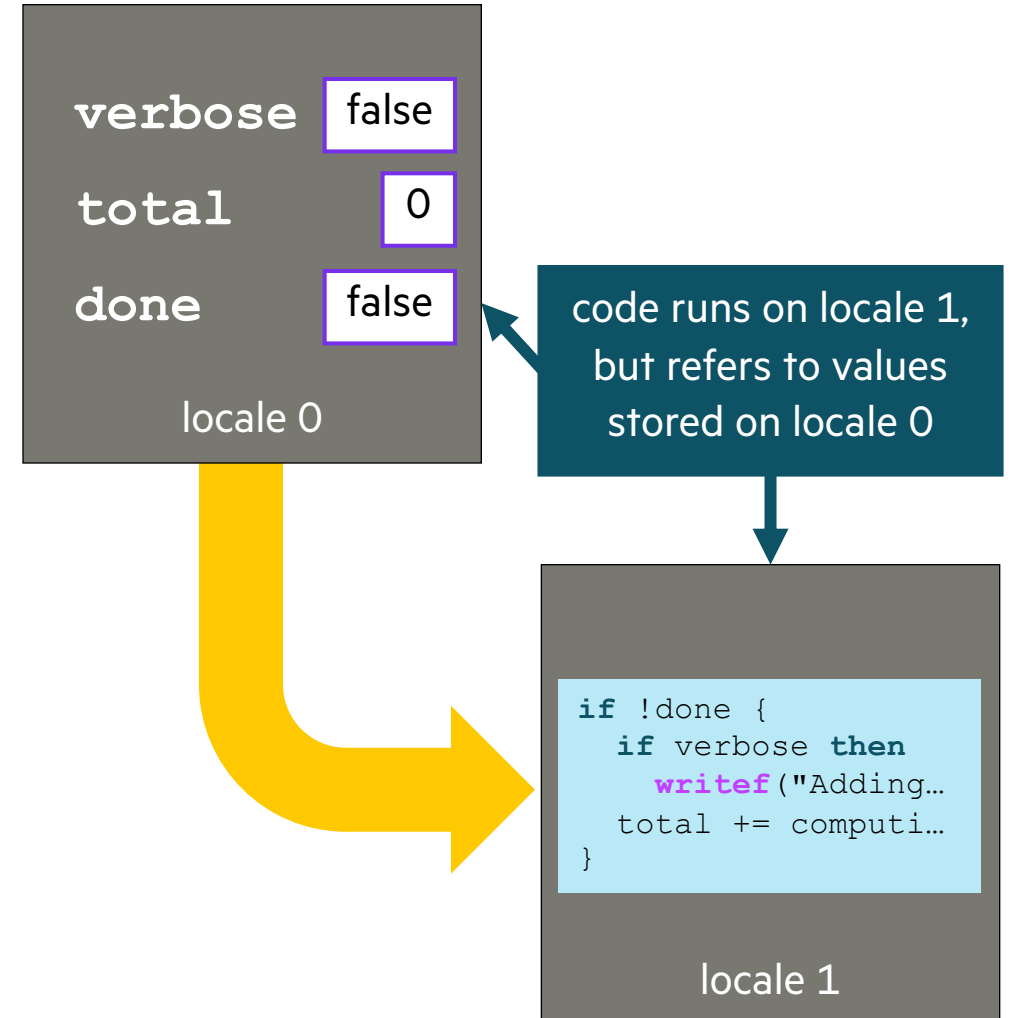 verbose false
total 0
done false
locale 0
code runs on locale 1,
but refers to values
stored on locale 0
if !done {
  if verbose then
    writef("Adding…
  total += computi…
}
locale 1